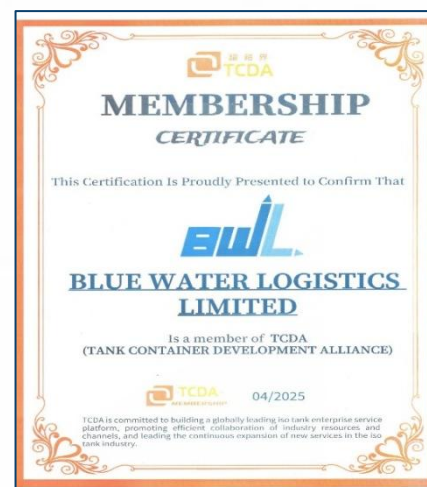 TCDA
MEMBERSHIP
CERTIFICATE
This Certification Is Proudly Presented to Confirm That
BWL
BLUE WATER LOGISTICS
LIMITED
Is a member of TCDA
(TANK CONTAINER DEVELOPMENT ALLIANCE)
TCDA
MEMBERSHIP
04/2025
TCDA is committed to building a globally leading iso tank enterprise service
platform, promoting efficient collaboration of industry resources and
channels, and leading the continuous expansion of new services in the iso
tank industry.